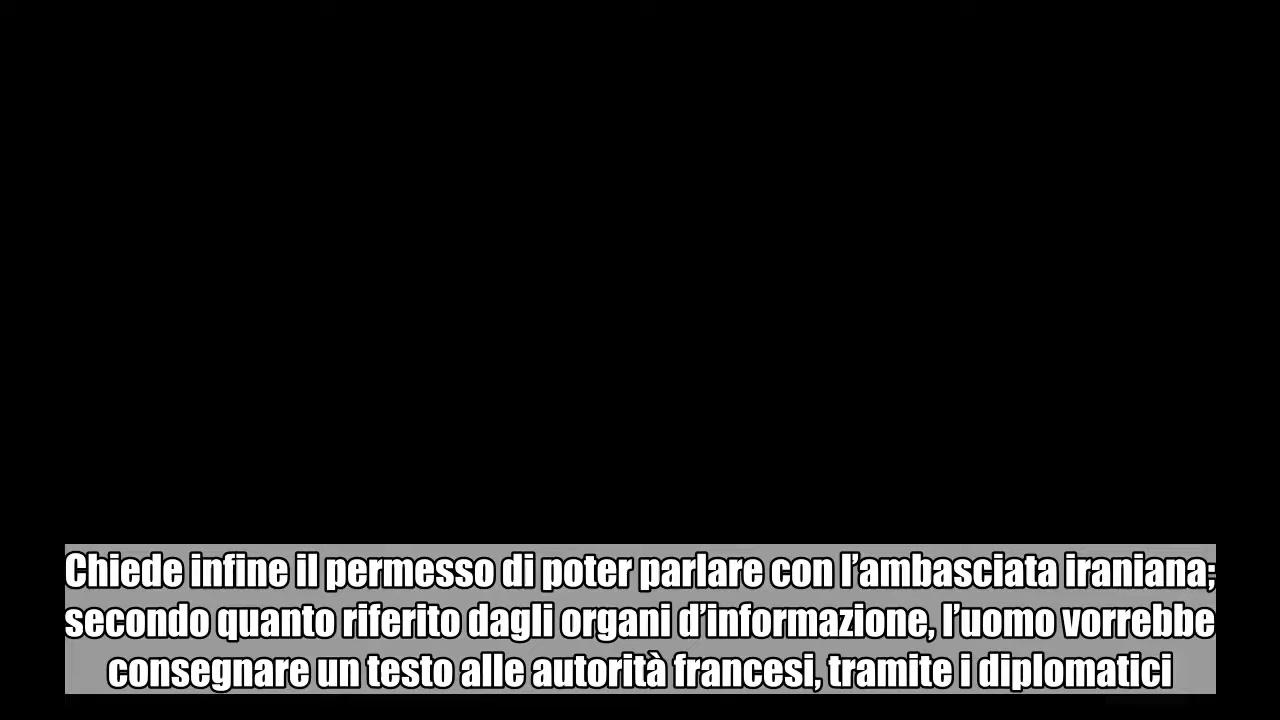 Chiede infine il permesso di poter parlare con l’ambasciata iraniana;
secondo quanto riferito dagli organi d’informazione, l’uomo vorrebbe
consegnare un testo alle autorità francesi, tramite i diplomatici